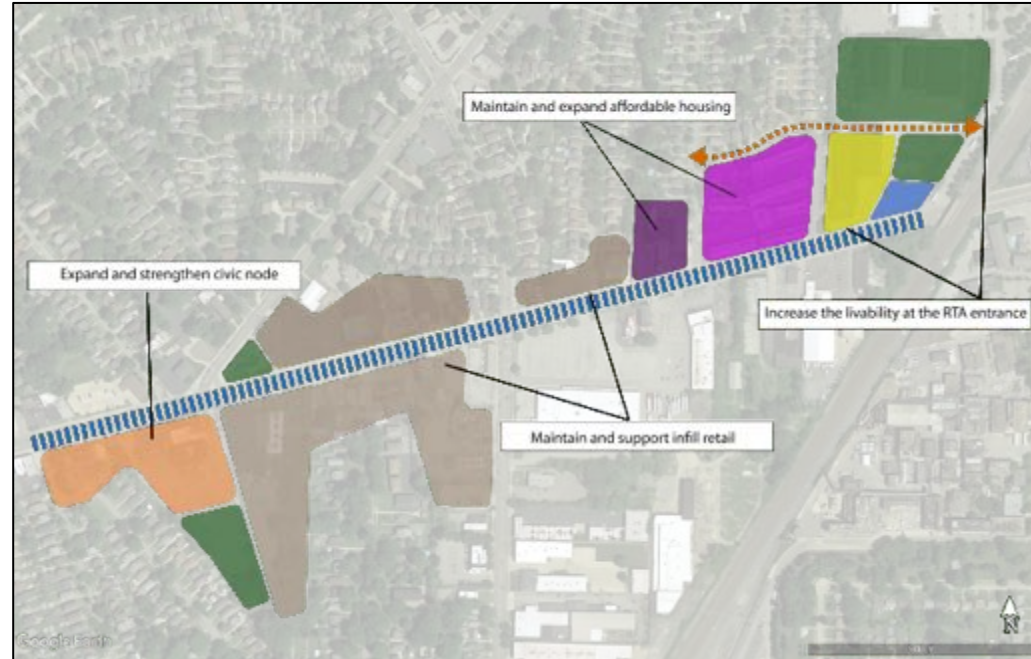 Maintain and expand affordable housing
Expand and strengthen civic node
Increase the livability at the RTA entrance
Maintain and support infill retail
Google Earth
N